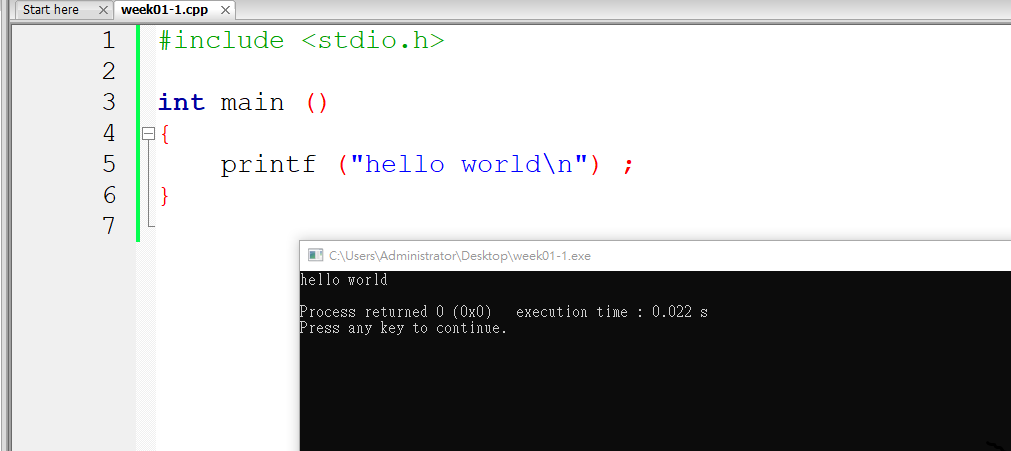 Start here × week01-1.cpp ×
1 #include <stdio.h>
2
3 int main ()
4 {
5     printf ("hello world\n") ;
6 }
7
C:\Users\Administrator\Desktop\week01-1.exe
hello world
Process returned 0 (0x0)   execution time : 0.022 s
Press any key to continue.